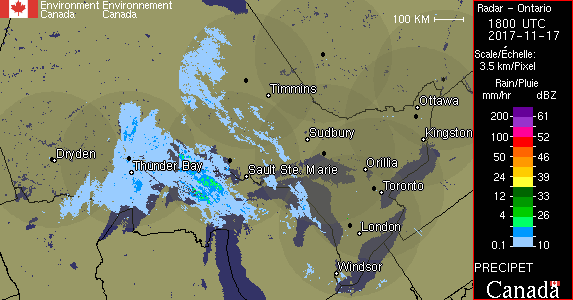 Environment Environnement
Canada Canada
100 KM
Timmins
Ottawa
Sudbury
Kingston
Dryden
Thunder Bay
Sault Ste. Marie
Orillia
Toronto
London
Windsor
Radar - Ontario
1800 UTC
2017-11-17
Scale/Échelle:
3.5 km/Pixel
Rain/Pluie
mm/hr dBZ
200 61
100 52
50 46
24 39
12 33
4 26
0.1 10
PRECIPET
Canada